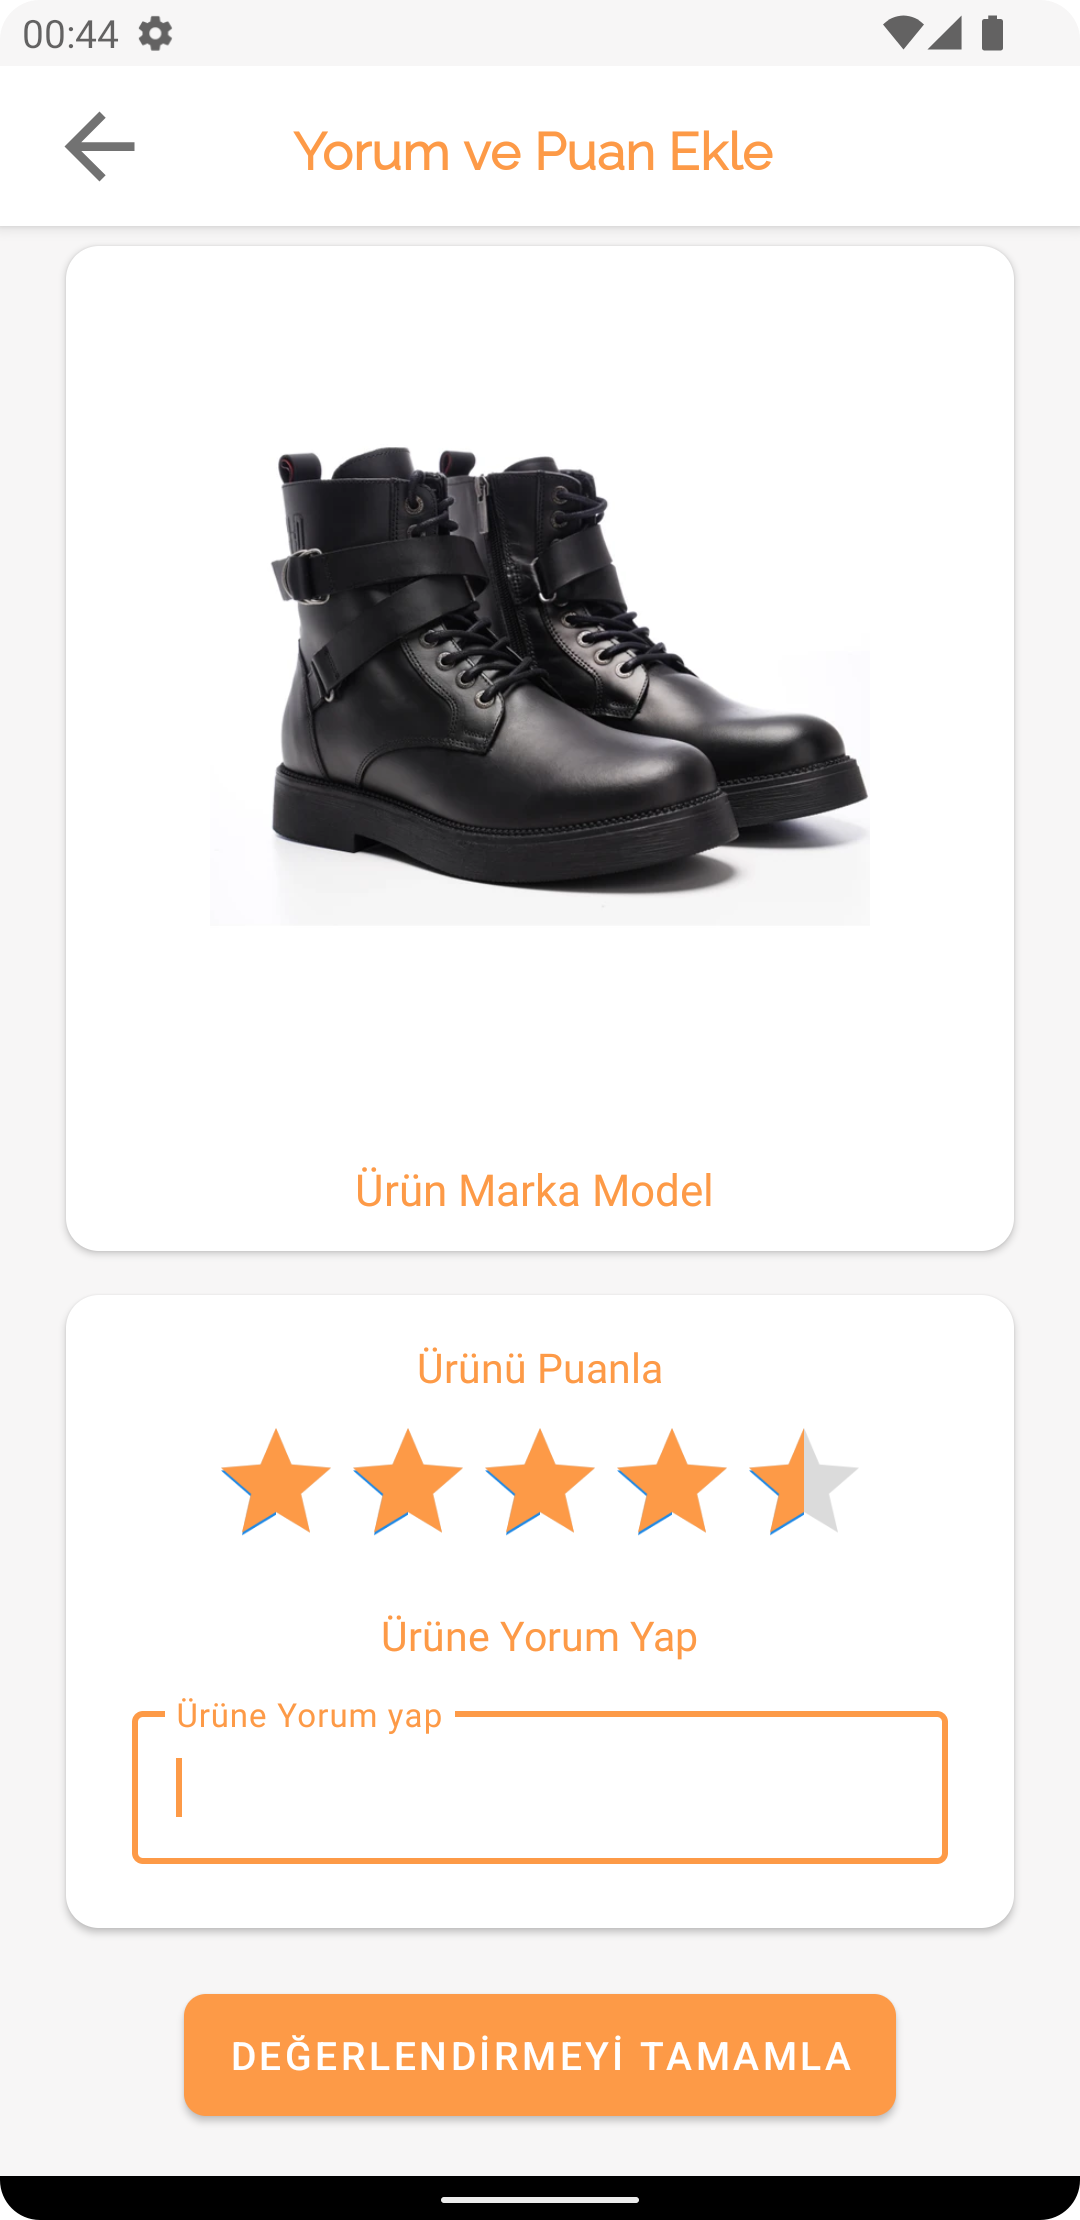 00:44
Yorum ve Puan Ekle
Ürün Marka Model
Ürünü Puanla
Ürüne Yorum Yap
Ürüne Yorum yap
DEĞERLENDİRMEYİ TAMAMLA